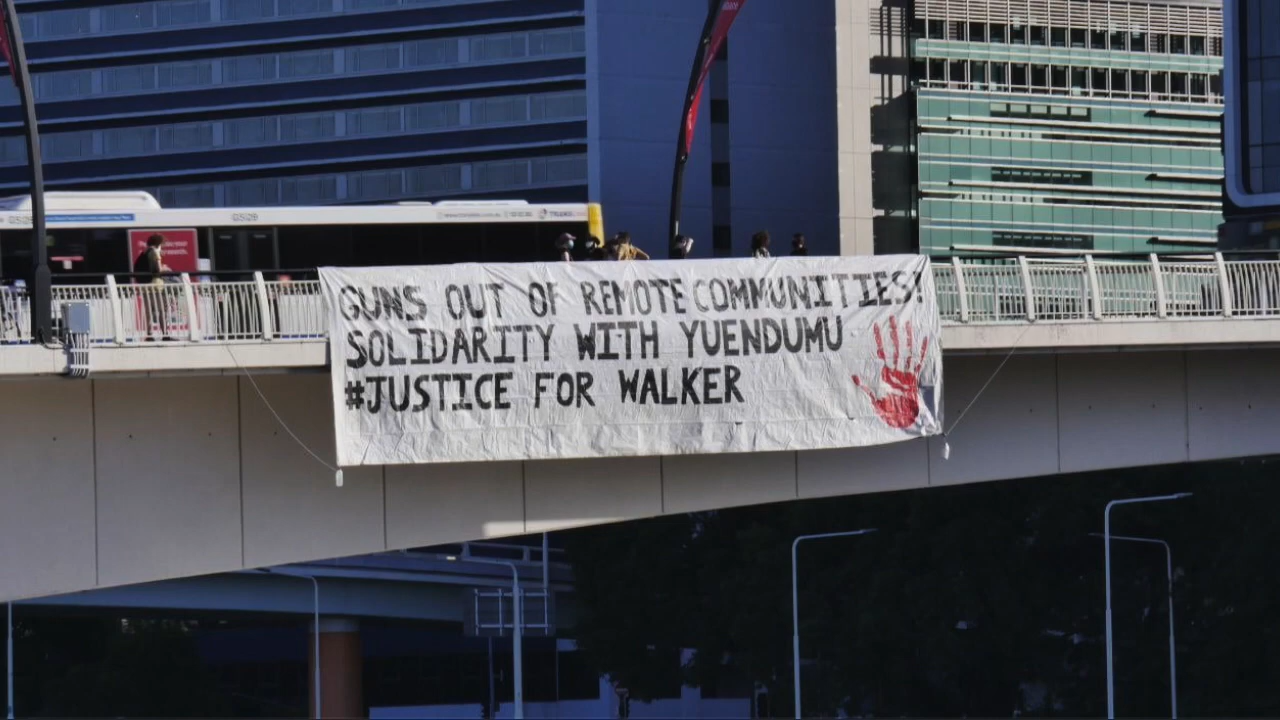 GUNS OUT OF REMOTE COMMUNITIES!
SOLIDARITY WITH YUENDUMU
#JUSTICE FOR WALKER